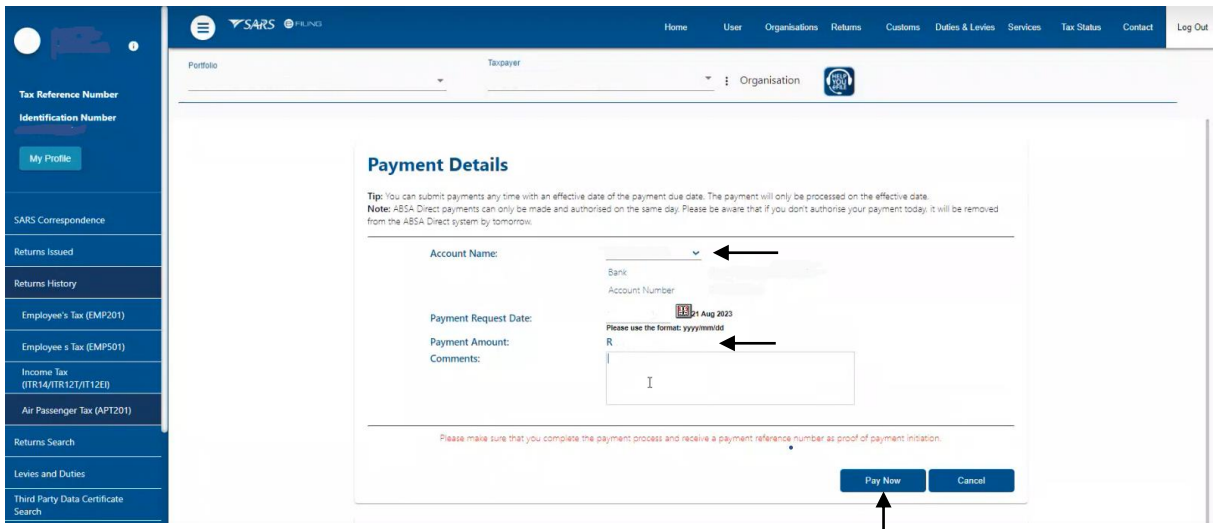 SARS eFILING
Home User Organisations Returns Customs Duties & Levies Services Tax Status Contact Log Out
Portfolio
Taxpayer
Organisation
HELP YOU eFILE
Tax Reference Number
Identification Number
My Profile
SARS Correspondence
Returns Issued
Returns History
Employee's Tax (EMP201)
Employee s Tax (EMP501)
Income Tax
(ITR14/ITR12T/IT12EI)
Air Passenger Tax (APT201)
Returns Search
Levies and Duties
Third Party Data Certificate
Search
Payment Details
Tip: You can submit payments any time with an effective date of the payment due date. The payment will only be processed on the effective date.
Note: ABSA Direct payments can only be made and authorised on the same day. Please be aware that if you don't authorise your payment today, it will be removed
from the ABSA Direct system by tomorrow.
Account Name:
Bank
Account Number
Payment Request Date:
21 Aug 2023
Please use the format: yyyy/mm/dd
Payment Amount: R
Comments:
Please make sure that you complete the payment process and receive a payment reference number as proof of payment initiation.
Pay Now Cancel